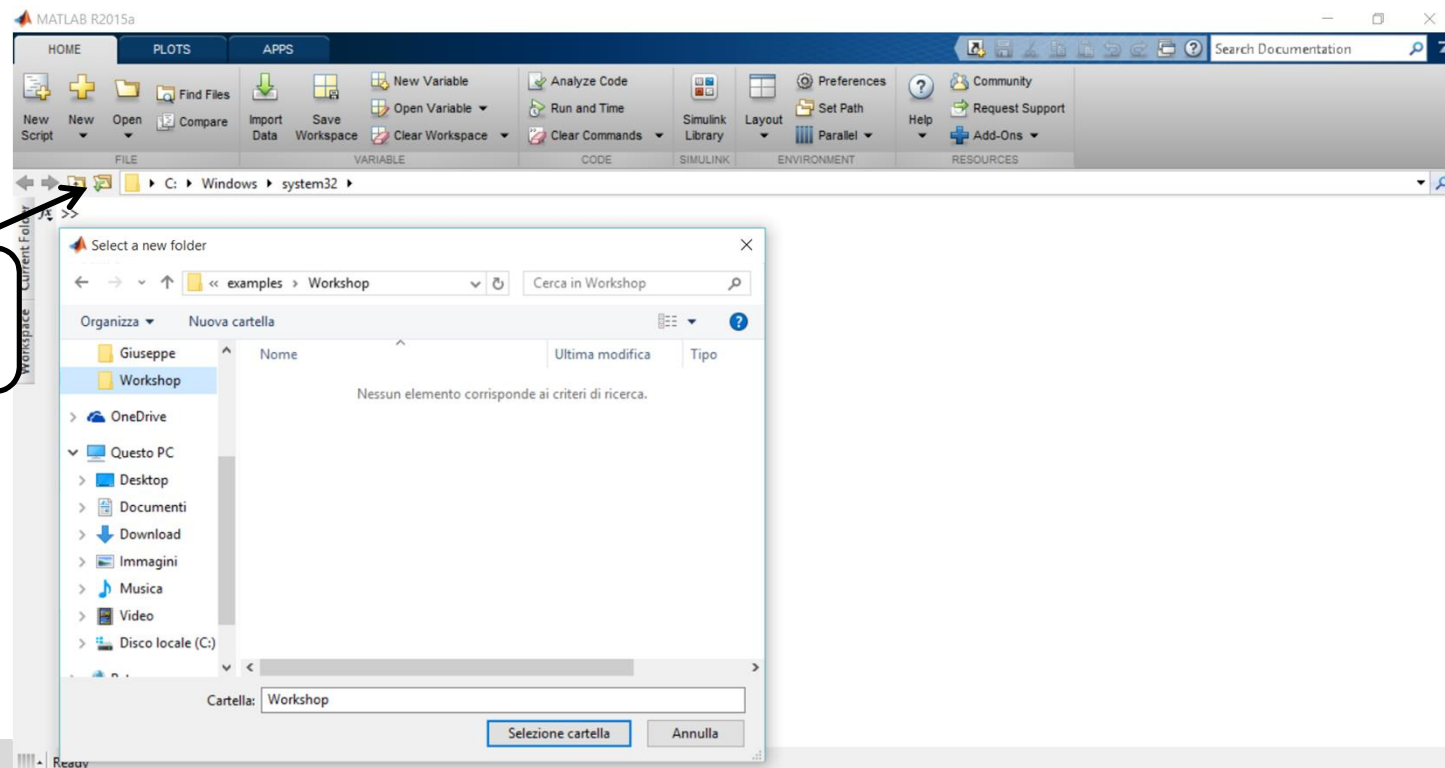 MATLAB R2015a
HOME PLOTS APPS
Search Documentation
New Script
New
Open
Find Files
Compare
Import Data
Save Workspace
New Variable
Open Variable
Clear Workspace
Analyze Code
Run and Time
Clear Commands
Simulink Library
Layout
Preferences
Set Path
Parallel
Help
Community
Request Support
Add-Ons
FILE VARIABLE CODE SIMULINK ENVIRONMENT RESOURCES
C: Windows system32
fx >>
Current Folder
Workspace
Select a new folder
« examples › Workshop
Cerca in Workshop
Organizza Nuova cartella
Giuseppe
Workshop
OneDrive
Questo PC
Desktop
Documenti
Download
Immagini
Musica
Video
Disco locale (C:)
Nome Ultima modifica Tipo
Nessun elemento corrisponde ai criteri di ricerca.
Cartella: Workshop
Selezione cartella Annulla
Ready